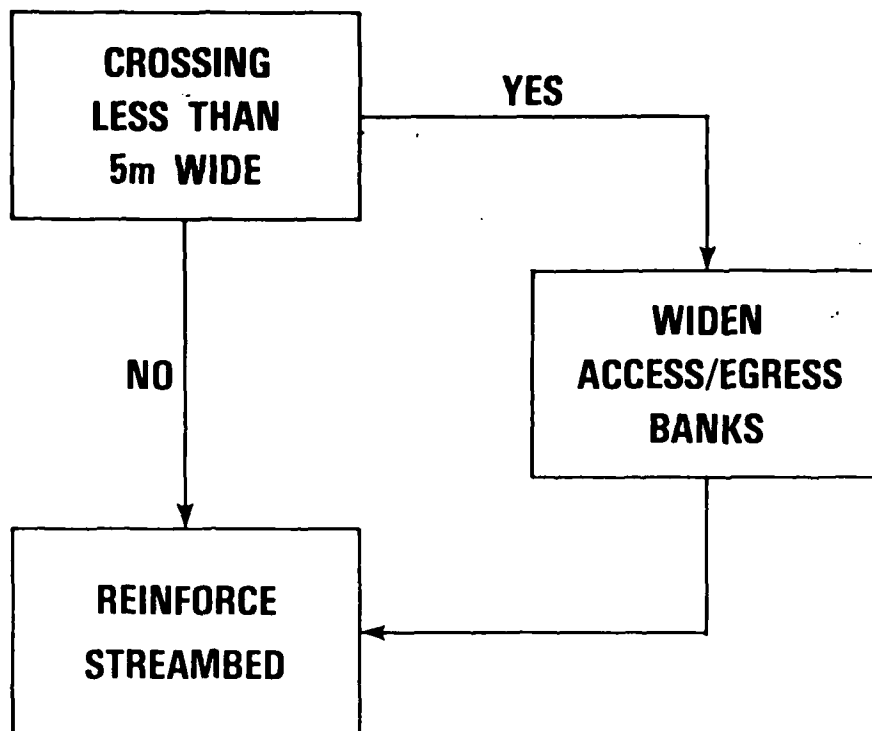 CROSSING
LESS THAN
5m WIDE
YES
WIDEN
ACCESS/EGRESS
BANKS
NO
REINFORCE
STREAMBED